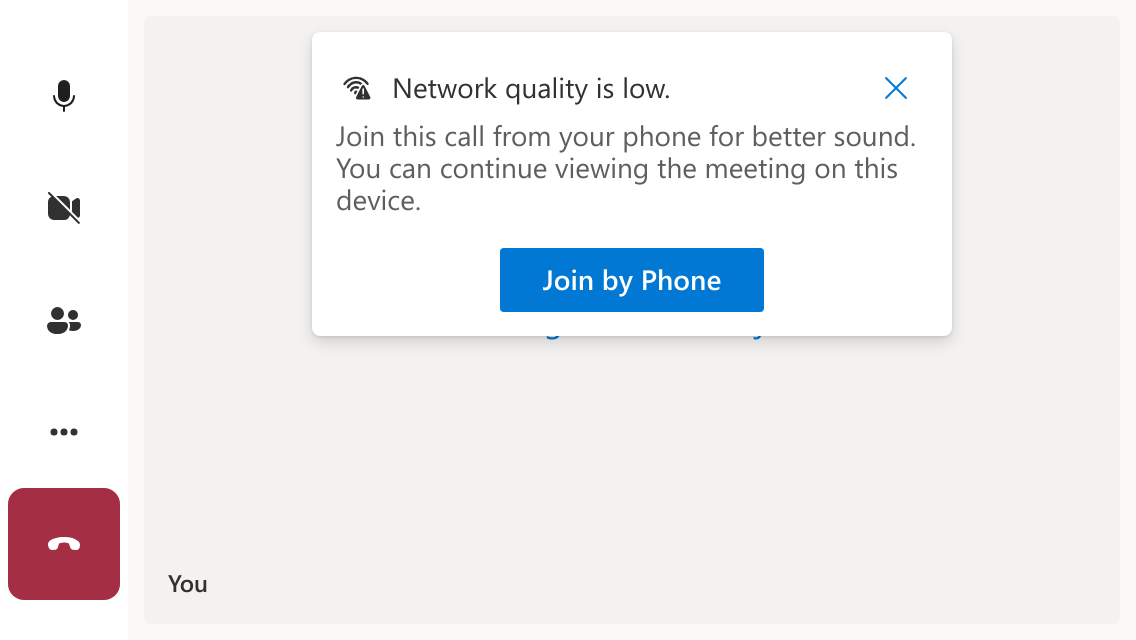 Network quality is low.
Join this call from your phone for better sound.
You can continue viewing the meeting on this
device.
Join by Phone
You